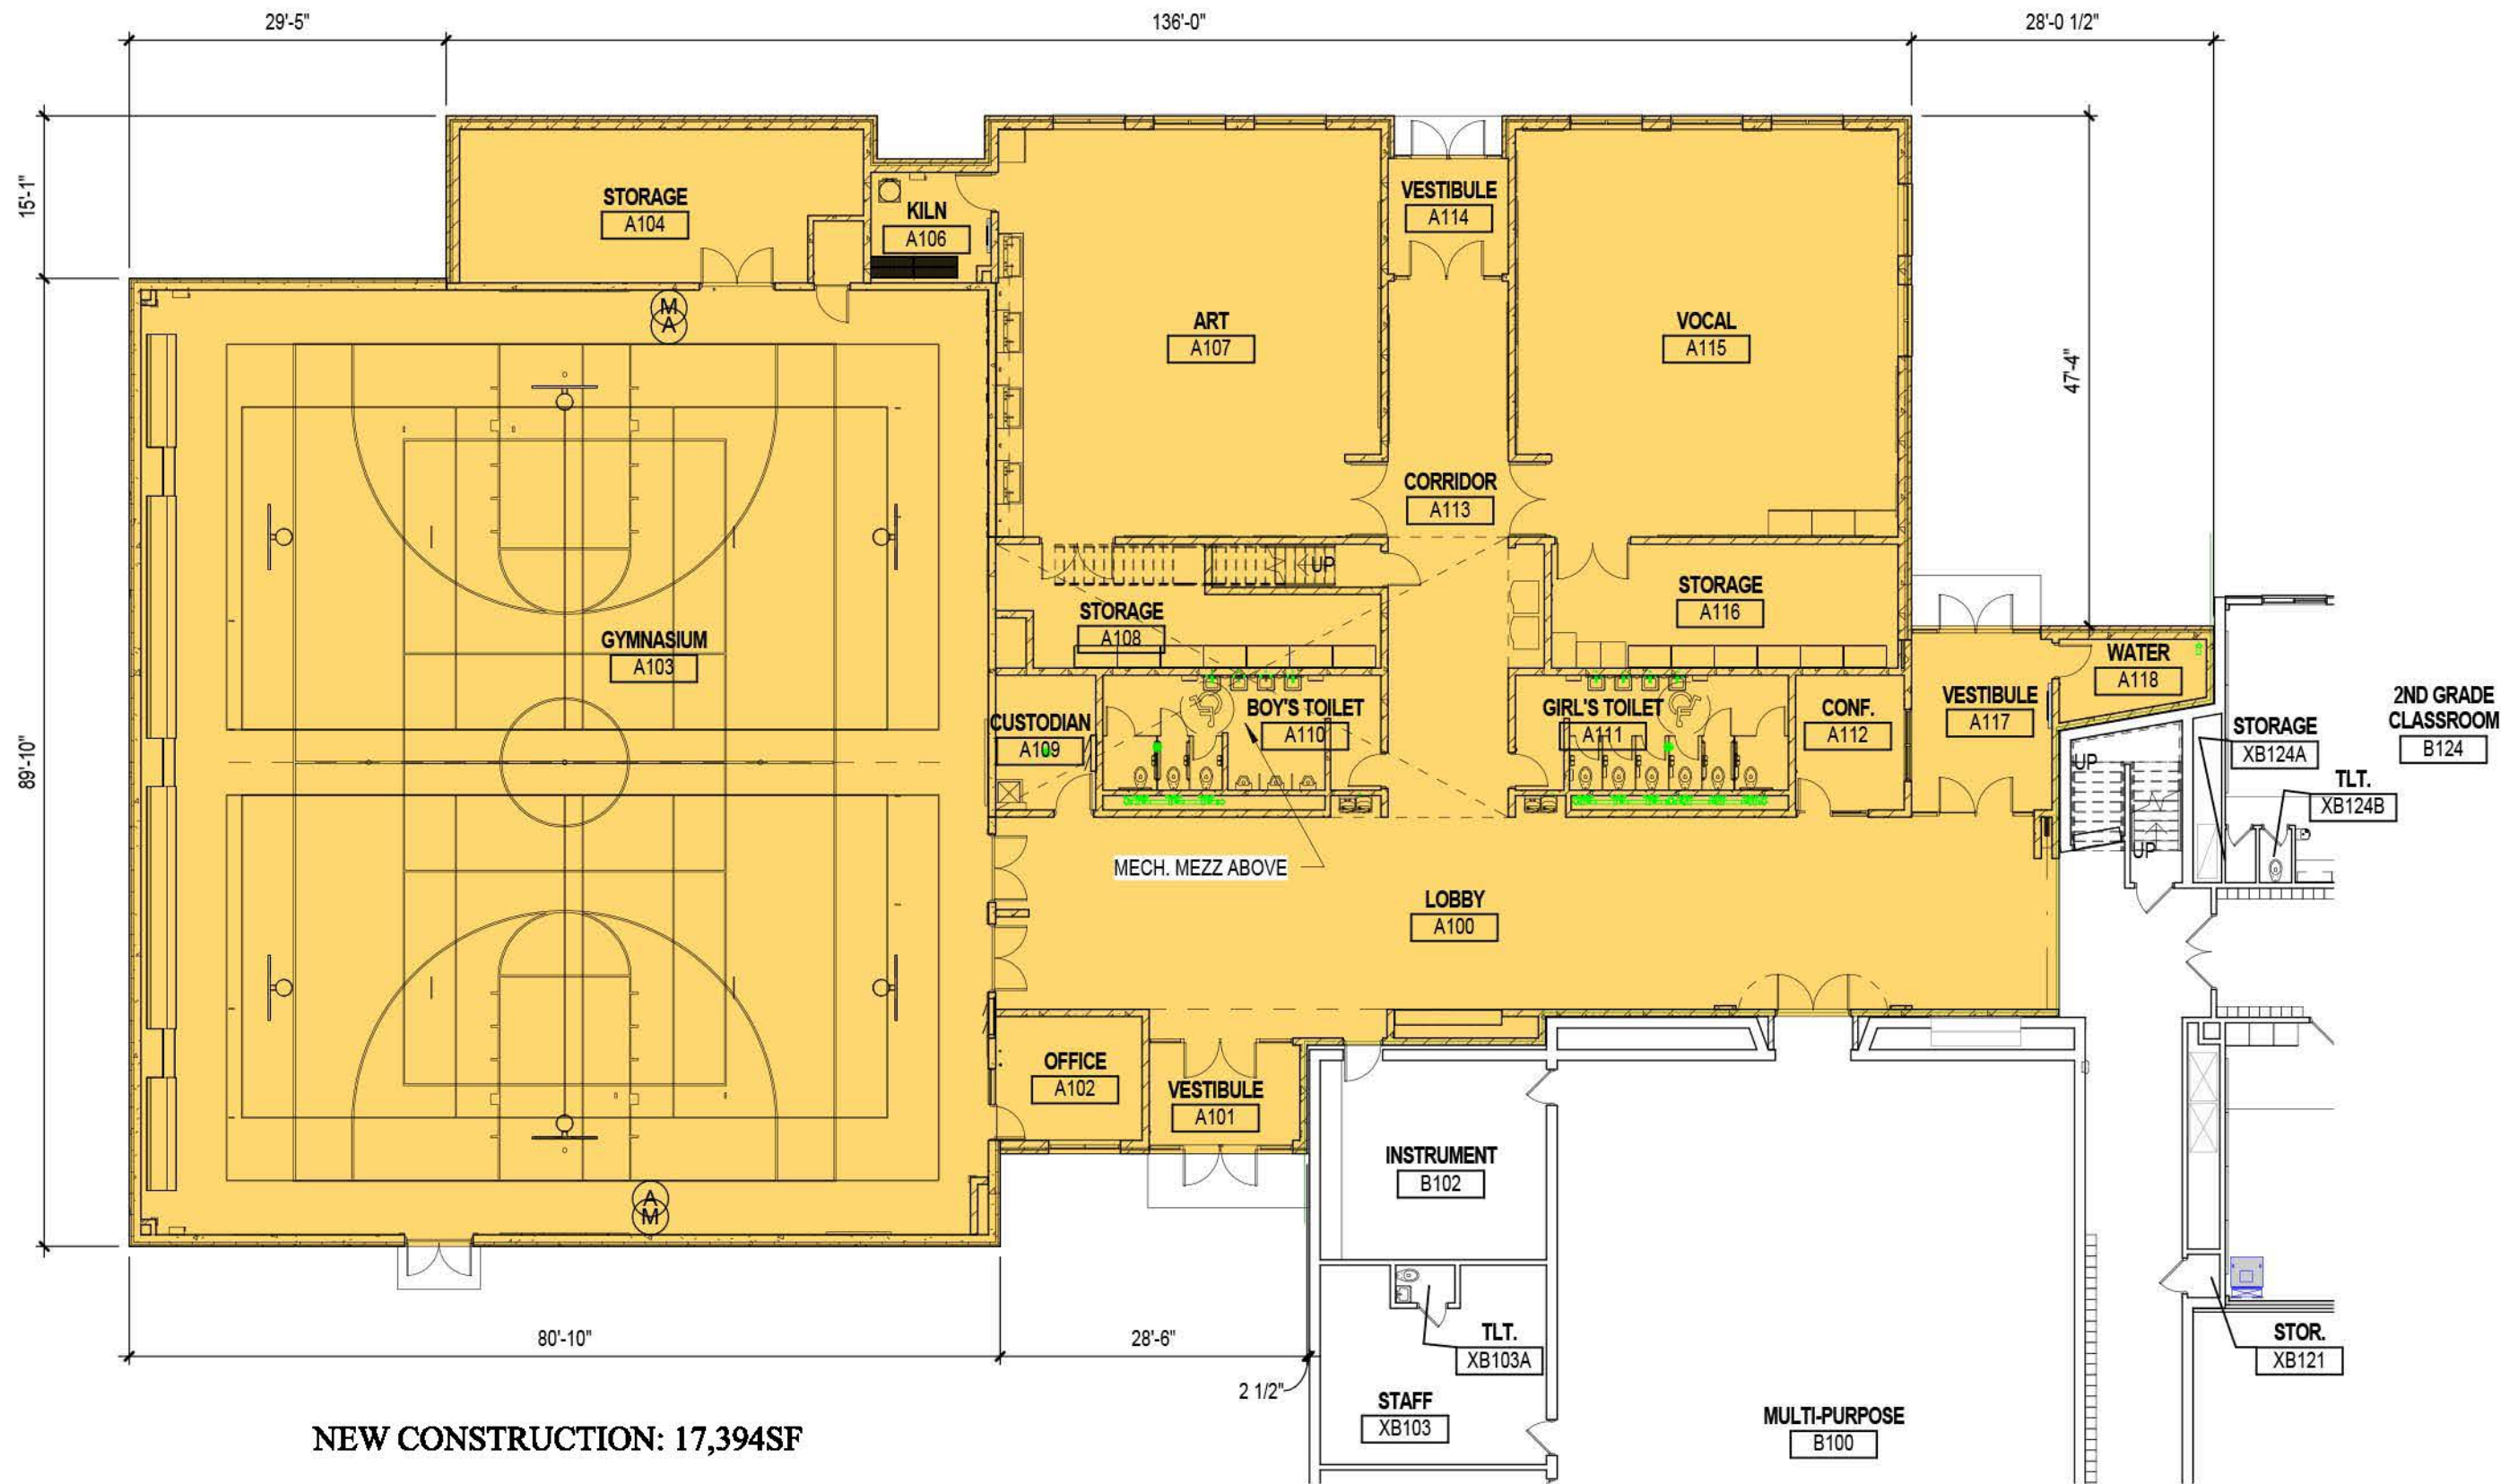 29'-5"
136'-0"
28'-0 1/2"
15'-1"
89'-10"
47'-4"
STORAGE
A104
KILN
A106
VESTIBULE
A114
M
A
ART
A107
VOCAL
A115
CORRIDOR
A113
UP
STORAGE
A108
STORAGE
A116
GYMNASIUM
A103
CUSTODIAN
A109
BOY'S TOILET
A110
GIRL'S TOILET
A111
CONF.
A112
VESTIBULE
A117
WATER
A118
UP
UP
STORAGE
XB124A
2ND GRADE
CLASSROOM
B124
TLT.
XB124B
MECH. MEZZ ABOVE
LOBBY
A100
OFFICE
A102
VESTIBULE
A101
INSTRUMENT
B102
A
M
80'-10"
28'-6"
2 1/2"
TLT.
XB103A
STAFF
XB103
MULTI-PURPOSE
B100
STOR.
XB121
NEW CONSTRUCTION: 17,394SF